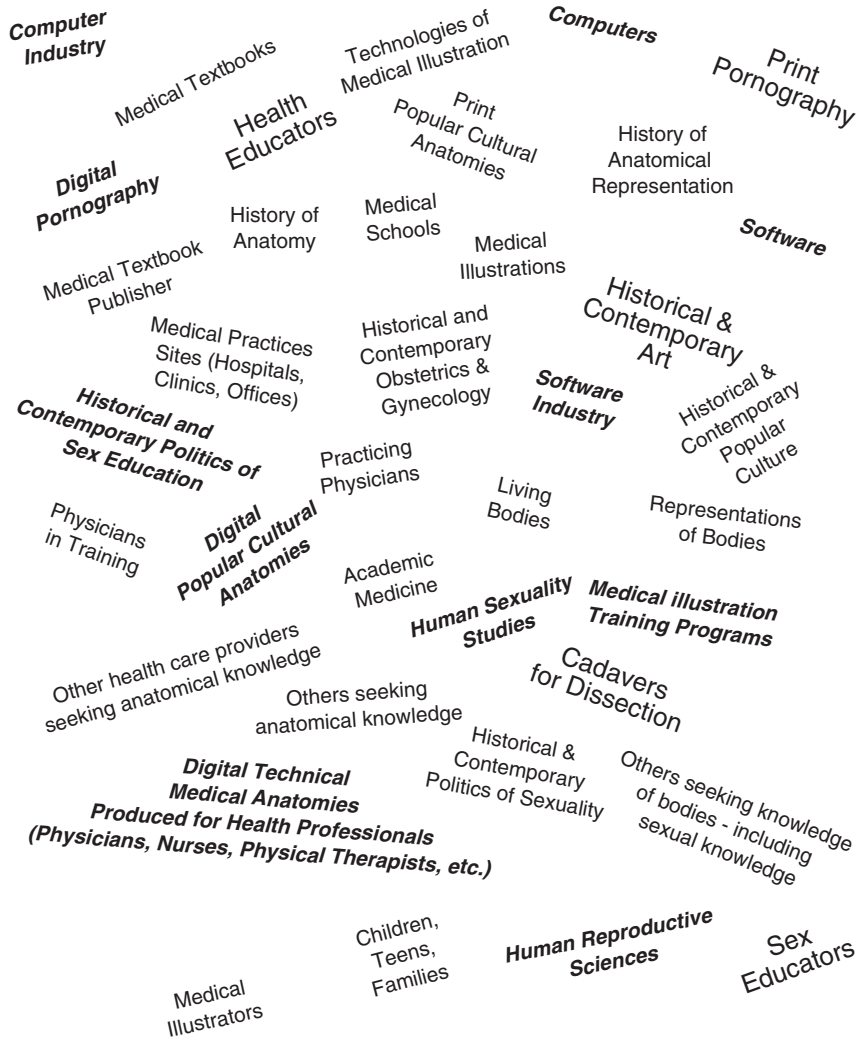 Computer
Industry
Medical Textbooks
Technologies of
Medical Illustration
Computers
Print
Pornography
Health
Educators
Print
Popular Cultural
Anatomies
History of
Anatomical
Representation
Digital
Pornography
History of
Anatomy
Medical
Schools
Medical
Illustrations
Software
Medical Textbook
Publisher
Medical Practices
Sites (Hospitals,
Clinics, Offices)
Historical and
Contemporary
Obstetrics &
Gynecology
Historical &
Contemporary
Art
Software
Industry
Historical &
Contemporary
Popular
Culture
Historical and
Contemporary Politics of
Sex Education
Practicing
Physicians
Living
Bodies
Representations
of Bodies
Physicians
in Training
Digital
Popular Cultural
Anatomies
Academic
Medicine
Human Sexuality
Studies
Medical illustration
Training Programs
Other health care providers
seeking anatomical knowledge
Others seeking
anatomical knowledge
Cadavers
for Dissection
Digital Technical
Medical Anatomies
Produced for Health Professionals
(Physicians, Nurses, Physical Therapists, etc.)
Historical &
Contemporary
Politics of Sexuality
Others seeking knowledge
of bodies - including
sexual knowledge
Children,
Teens,
Families
Human Reproductive
Sciences
Sex
Educators
Medical
Illustrators